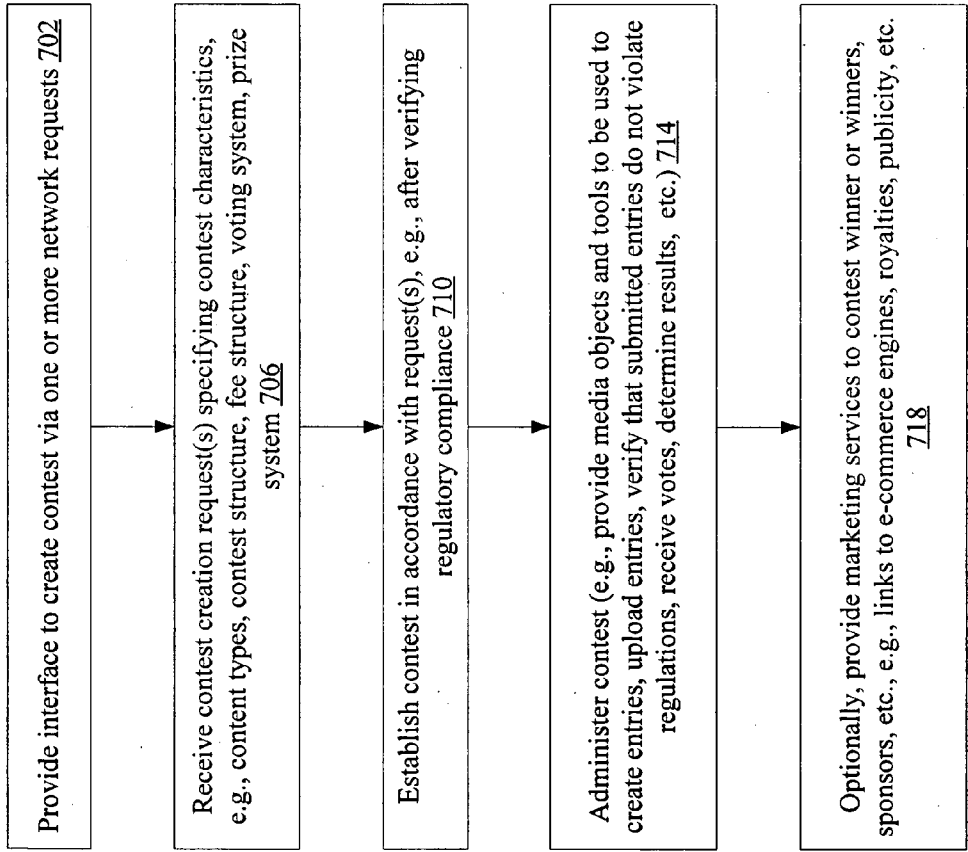 Provide interface to create contest via one or more network requests 702
Receive contest creation request(s) specifying contest characteristics,
e.g., content types, contest structure, fee structure, voting system, prize
system 706
Establish contest in accordance with request(s), e.g., after verifying
regulatory compliance 710
Administer contest (e.g., provide media objects and tools to be used to
create entries, upload entries, verify that submitted entries do not violate
regulations, receive votes, determine results, etc.) 714
Optionally, provide marketing services to contest winner or winners,
sponsors, etc., e.g., links to e-commerce engines, royalties, publicity, etc.
718